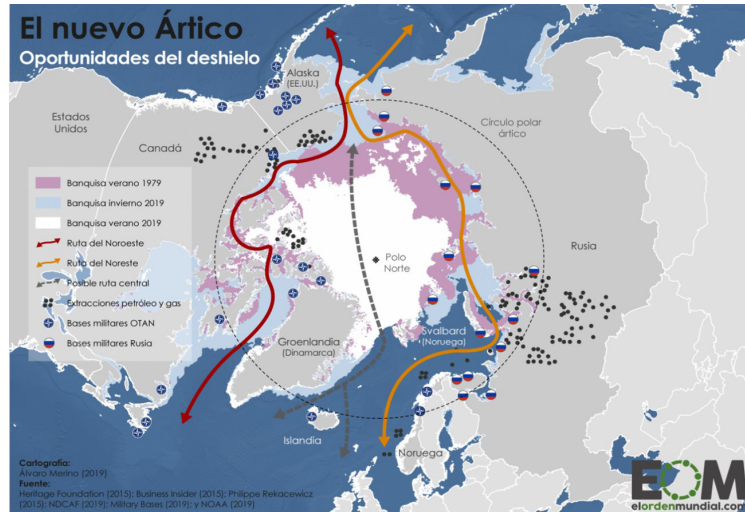 El nuevo Ártico
Oportunidades del deshielo
Alaska
(EE.UU.)
Estados
Unidos
Canadá
Círculo polar
ártico
Banquisa verano 1979
Banquisa invierno 2019
Banquisa verano 2019
Ruta del Noroeste
Ruta del Noreste
Posible ruta central
Extracciones petróleo y gas
Bases militares OTAN
Bases militares Rusia
Rusia
Polo
Norte
Groenlandia
(Dinamarca)
Svalbard
(Noruega)
Islandia
Noruega
Cartografía:
Álvaro Merino (2019)
Fuente:
Heritage Foundation (2015); Business Insider (2015); Philippe Rekacewicz
(2015); NDCAF (2019); Military Bases (2019); y NOAA (2019)
EOM
elordenmundial.com